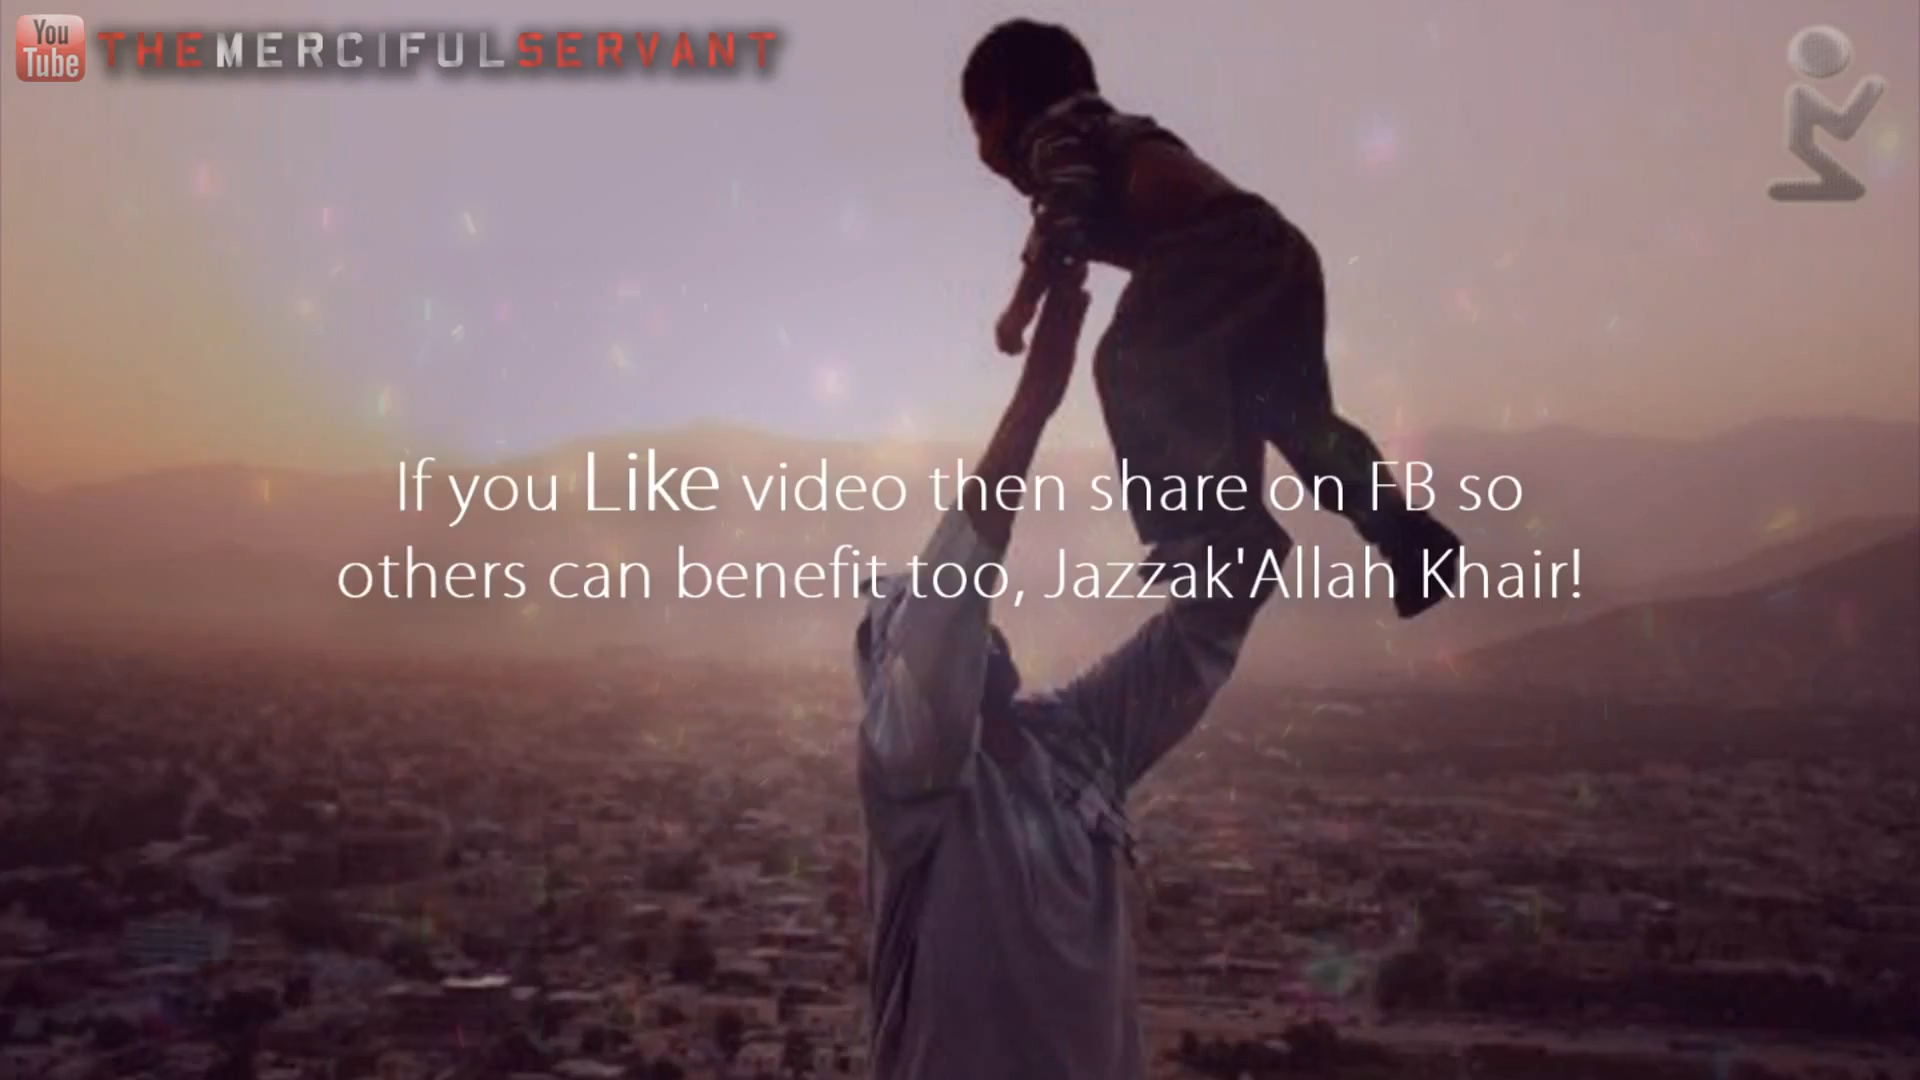 You
Tube THEMERCIFULSERVANT
If you Like video then share on FB so
others can benefit too, Jazzak'Allah Khair!